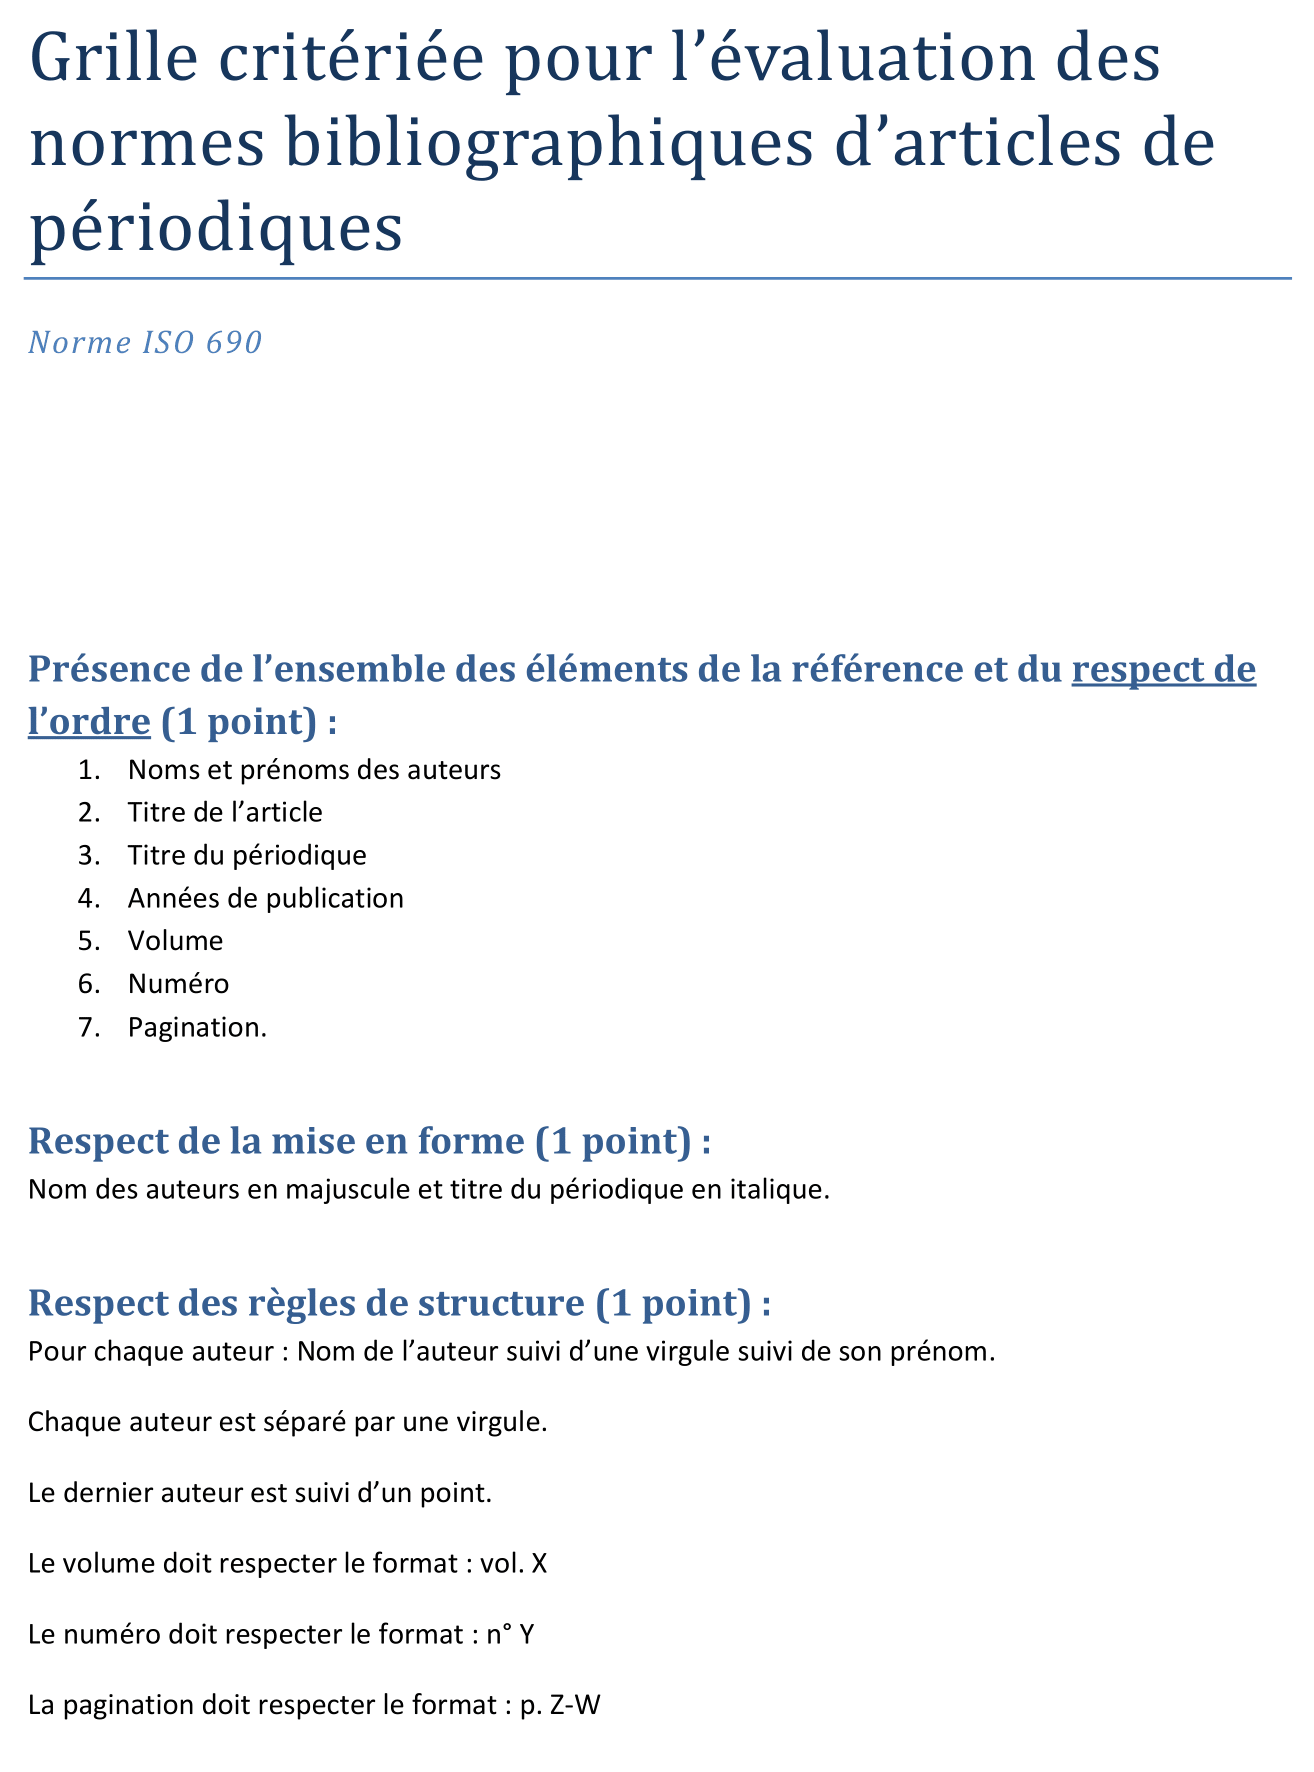 Grille critériée pour l’évaluation des
normes bibliographiques d’articles de
périodiques
Norme ISO 690
Présence de l’ensemble des éléments de la référence et du respect de
l’ordre (1 point) :
1. Noms et prénoms des auteurs
2. Titre de l’article
3. Titre du périodique
4. Années de publication
5. Volume
6. Numéro
7. Pagination.
Respect de la mise en forme (1 point) :
Nom des auteurs en majuscule et titre du périodique en italique.
Respect des règles de structure (1 point) :
Pour chaque auteur : Nom de l’auteur suivi d’une virgule suivi de son prénom.
Chaque auteur est séparé par une virgule.
Le dernier auteur est suivi d’un point.
Le volume doit respecter le format : vol. X
Le numéro doit respecter le format : n° Y
La pagination doit respecter le format : p. Z-W